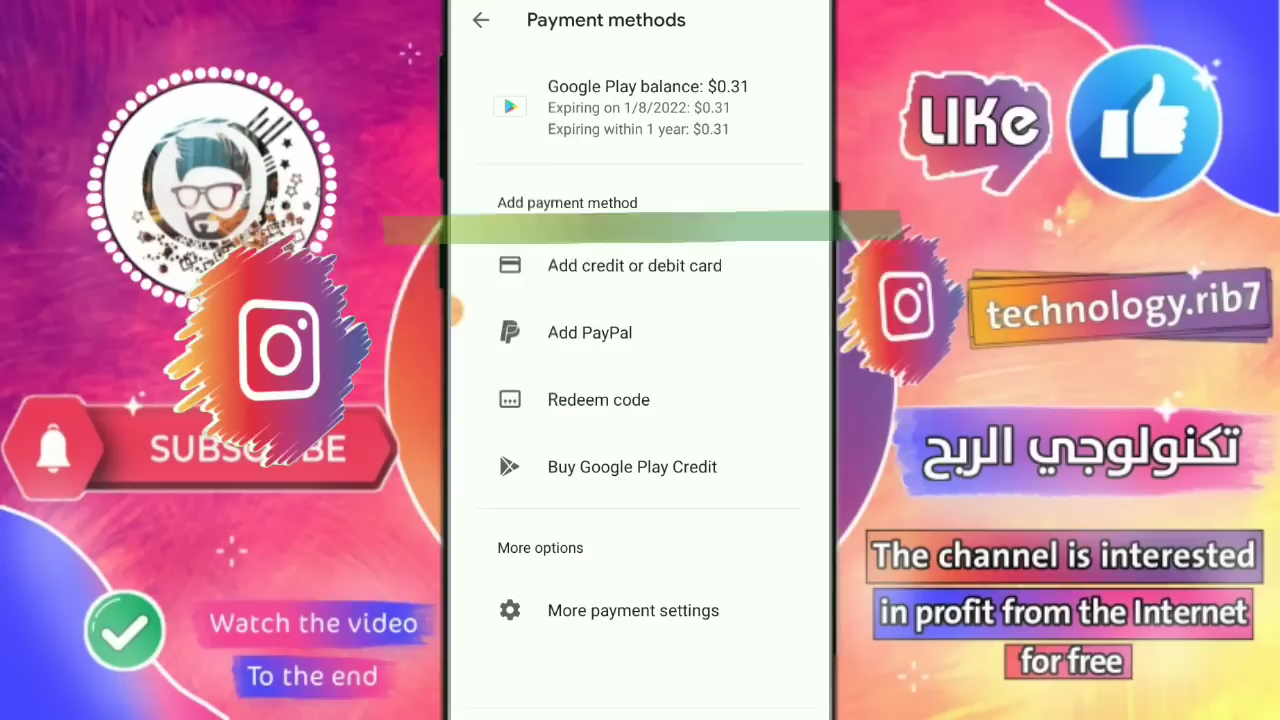 Payment methods
Google Play balance: $0.31
Expiring on 1/8/2022: $0.31
Expiring within 1 year: $0.31
Add payment method
Add credit or debit card
Add PayPal
Redeem code
Buy Google Play Credit
More options
More payment settings
SUBSCRIBE
Watch the video
To the end
LIKe
technology.rib7
تكنولوجي الربح
The channel is interested
in profit from the Internet
for free